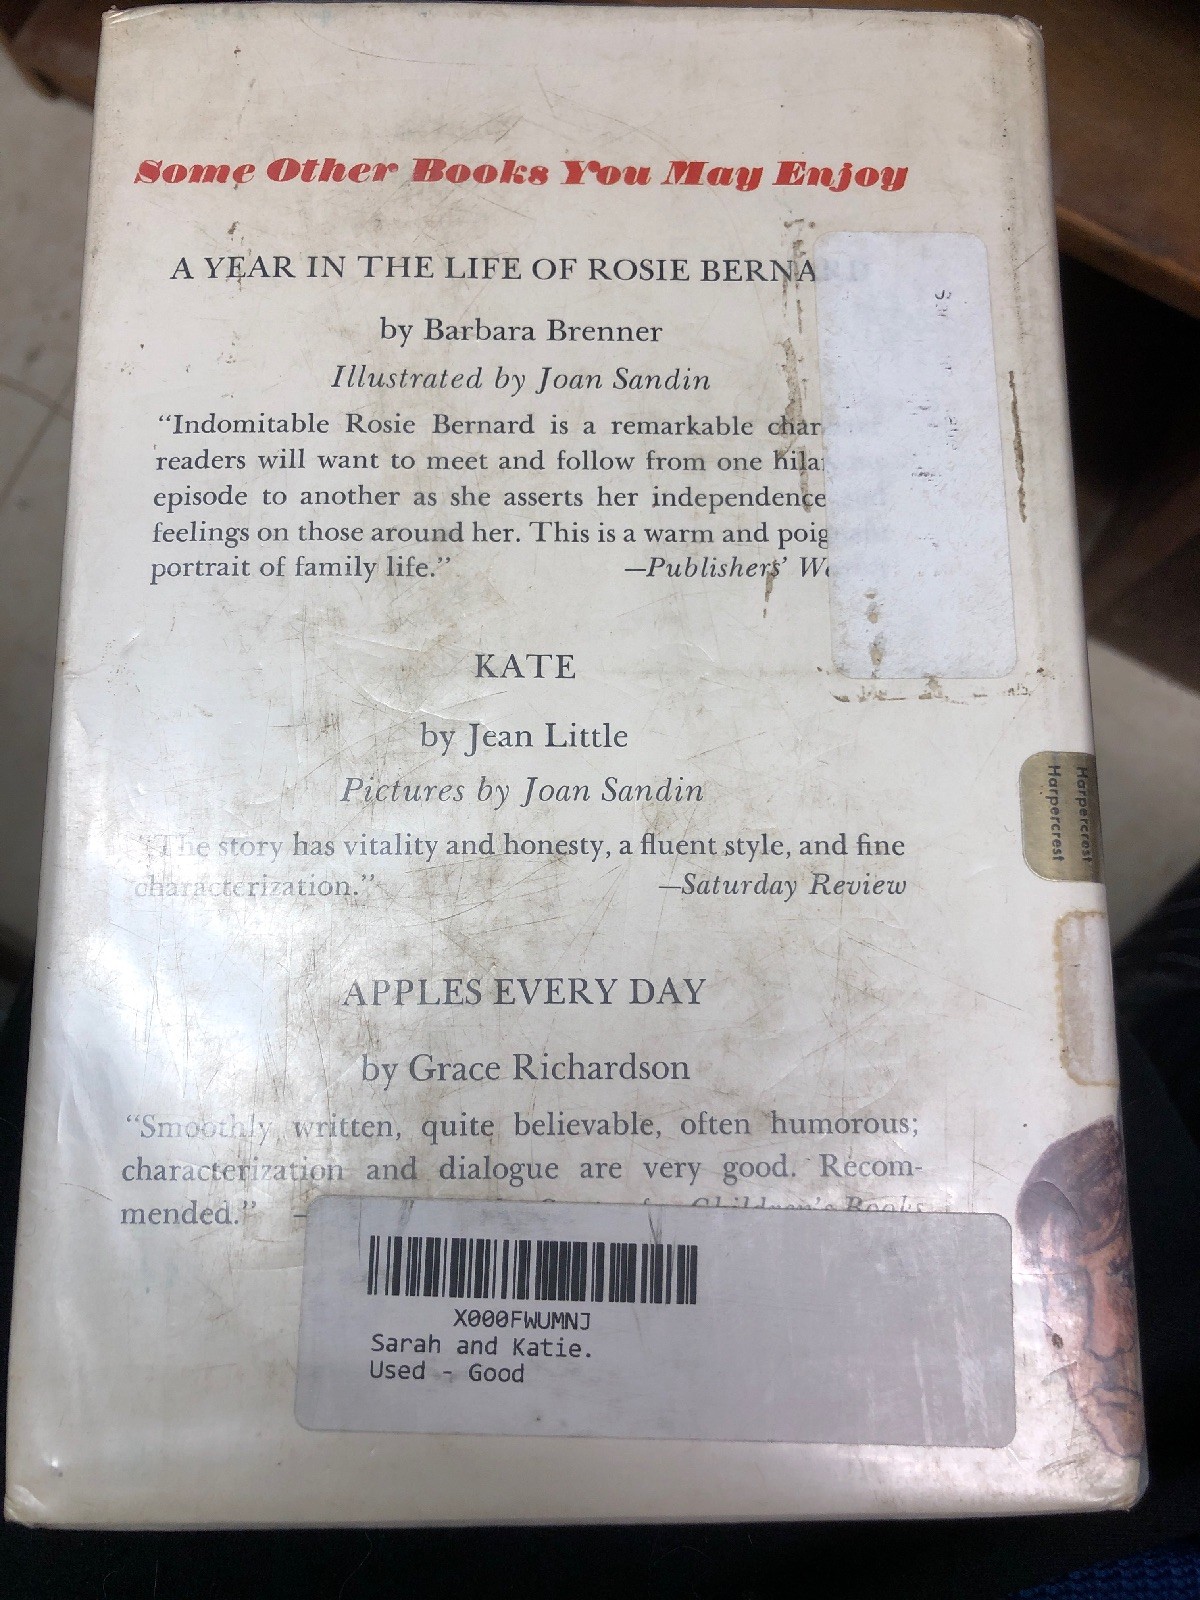 Some Other Books You May Enjoy
A YEAR IN THE LIFE OF ROSIE BERNA
by Barbara Brenner
Illustrated by Joan Sandin
“Indomitable Rosie Bernard is a remarkable char
readers will want to meet and follow from one hila
episode to another as she asserts her independence
feelings on those around her. This is a warm and poig
portrait of family life.” —Publishers’ We
KATE
by Jean Little
Pictures by Joan Sandin
“The story has vitality and honesty, a fluent style, and fine
characterization.” —Saturday Review
APPLES EVERY DAY
by Grace Richardson
“Smoothly written, quite believable, often humorous;
characterization and dialogue are very good. Recom-
mended.” — Children’s Books
X000FWUMNJ
Sarah and Katie.
Used - Good
Harpercrest
Harpercrest